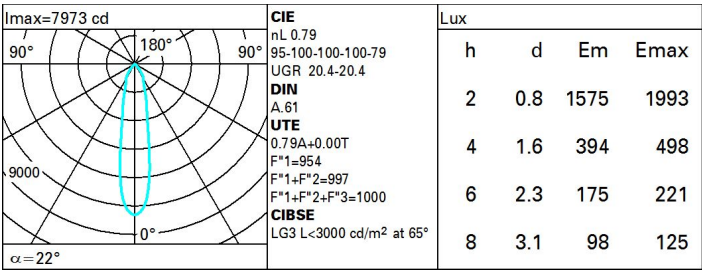 Imax=7973 cd
90° 180° 90°
9000
0°
α=22°
CIE
nL 0.79
95-100-100-100-79
UGR 20.4-20.4
DIN
A.61
UTE
0.79A+0.00T
F"1=954
F"1+F"2=997
F"1+F"2+F"3=1000
CIBSE
LG3 L<3000 cd/m² at 65°
Lux
h d Em Emax
2 0.8 1575 1993
4 1.6 394 498
6 2.3 175 221
8 3.1 98 125